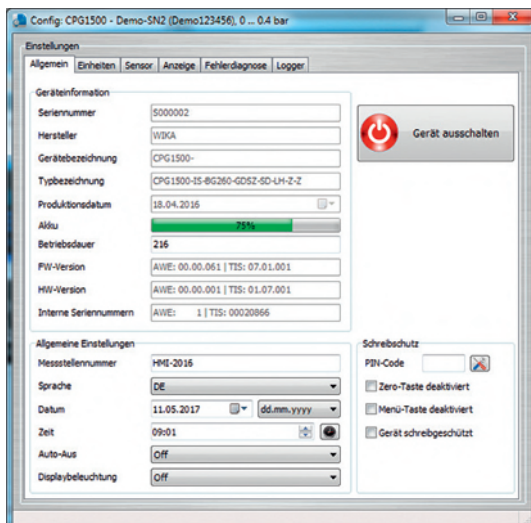 Config: CPG1500 - Demo-SN2 (Demo123456), 0 ... 0.4 bar
Einstellungen
Allgemein Einheiten Sensor Anzeige Fehlerdiagnose Logger
Geräteinformation
Seriennummer S000002
Hersteller WIKA
Gerätebezeichnung CPG1500-
Typbezeichnung CPG1500-IS-BG260-GDSZ-SD-LH-Z-Z
Produktionsdatum 18.04.2016
Akku 75%
Betriebsdauer 216
FW-Version AWE: 00.00.061 | TIS: 07.01.001
HW-Version AWE: 00.00.001 | TIS: 01.07.001
Interne Seriennummern AWE: 1 | TIS: 00020866
Gerät ausschalten
Allgemeine Einstellungen
Messstellennummer HMI-2016
Sprache DE
Datum 11.05.2017 dd.mm.yyyy
Zeit 09:01
Auto-Aus Off
Displaybeleuchtung Off
Schreibschutz
PIN-Code
Zero-Taste deaktiviert
Menü-Taste deaktiviert
Gerät schreibgeschützt